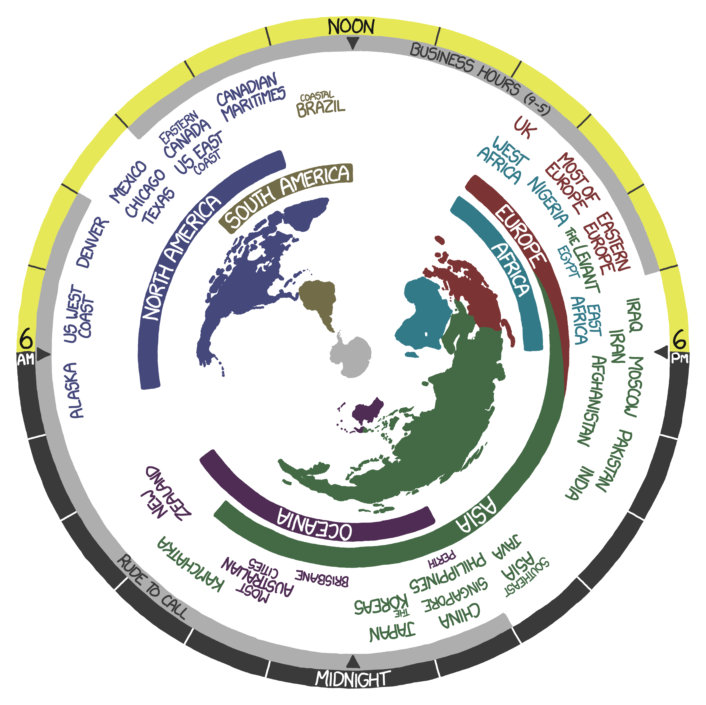 NOON
BUSINESS HOURS (9-5)
CANADIAN
MARITIMES
COASTAL
BRAZIL
EASTERN
CANADA
US EAST
COAST
UK
WEST
AFRICA
MOST OF
EUROPE
MEXICO
CHICAGO
TEXAS
NIGERIA
EASTERN
EUROPE
SOUTH AMERICA
NORTH AMERICA
EUROPE
AFRICA
THE LEVANT
EGYPT
DENVER
US WEST
COAST
EAST
AFRICA
IRAQ
IRAN
6
AM
6
PM
ALASKA
AFGHANISTAN
MOSCOW
PAKISTAN
INDIA
NEW
ZEALAND
OCEANIA
ASIA
KAMCHATKA
MOST
AUSTRALIAN
CITIES
BRISBANE
PERTH
JAVA
PHILIPPINES
SOUTHEAST
ASIA
SINGAPORE
THE
KOREAS
CHINA
JAPAN
RUDE TO CALL
MIDNIGHT